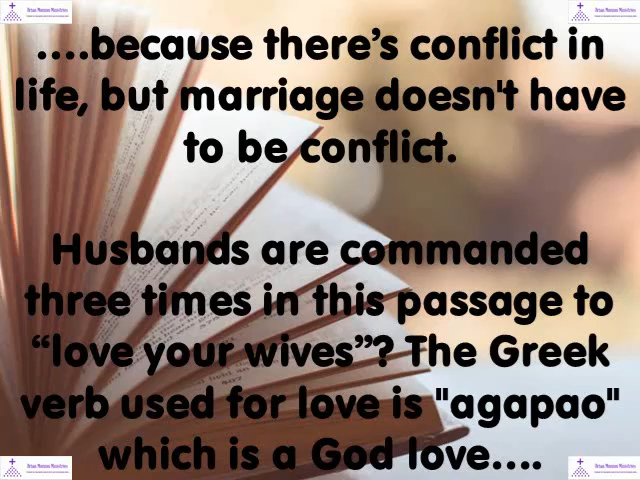 ....because there’s conflict in
life, but marriage doesn't have
to be conflict.
Husbands are commanded
three times in this passage to
“love your wives”? The Greek
verb used for love is "agapao"
which is a God love....